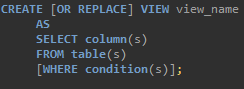 CREATE [OR REPLACE] VIEW view_name
AS
SELECT column(s)
FROM table(s)
[WHERE condition(s)];